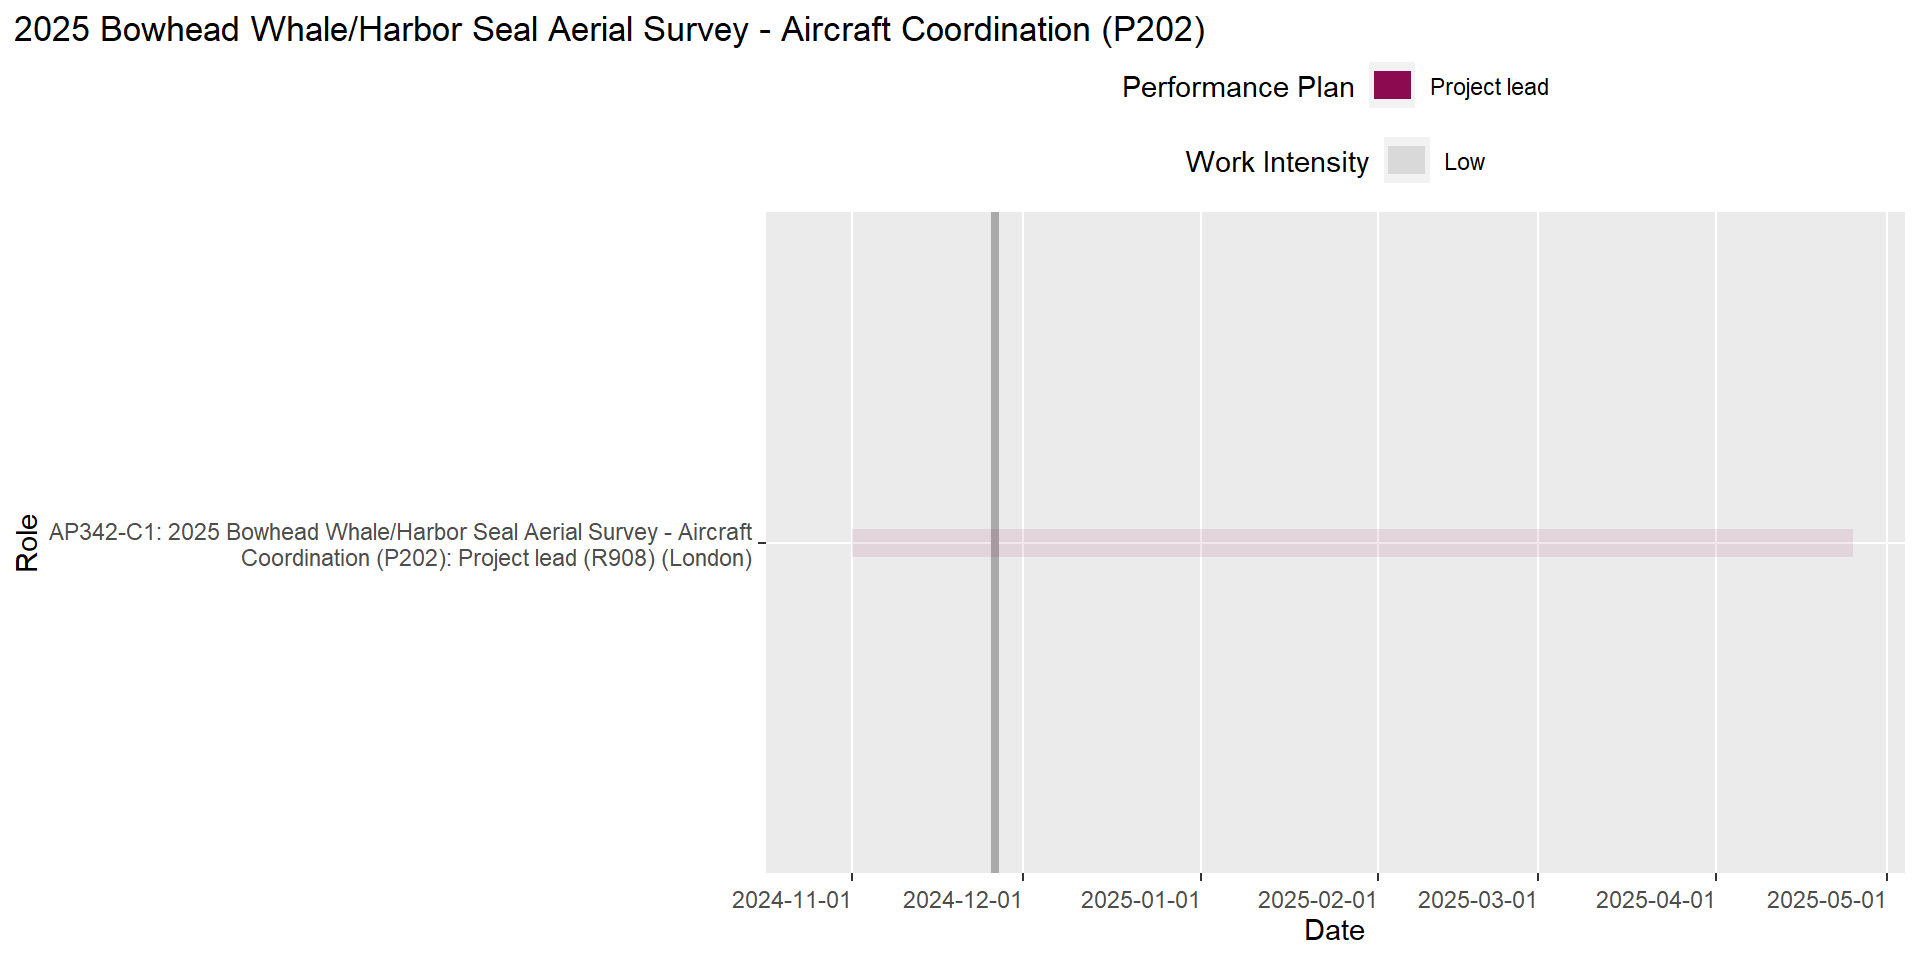 2025 Bowhead Whale/Harbor Seal Aerial Survey - Aircraft Coordination (P202)
Performance Plan
Project lead
Work Intensity
Low
Role
AP342-C1: 2025 Bowhead Whale/Harbor Seal Aerial Survey - Aircraft
Coordination (P202): Project lead (R908) (London)
2024-11-01
2024-12-01
2025-01-01
2025-02-01
2025-03-01
2025-04-01
2025-05-01
Date